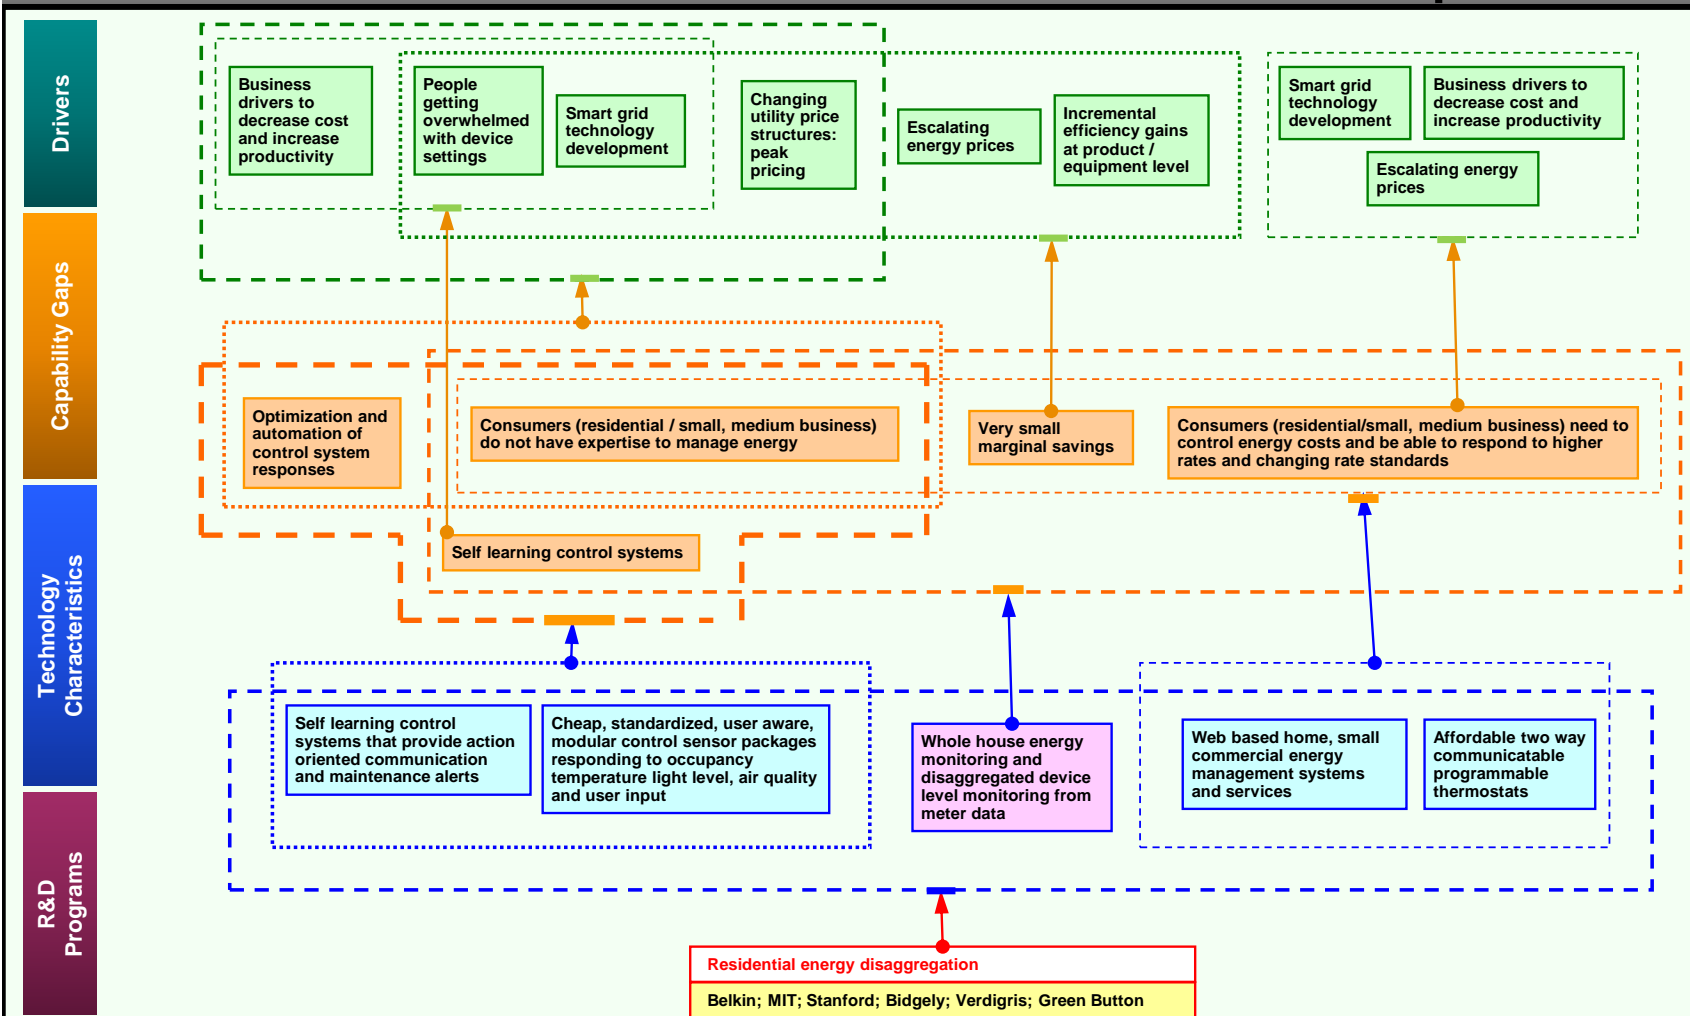 Drivers
Business
drivers to
decrease cost
and increase
productivity
People
getting
overwhelmed
with device
settings
Smart grid
technology
development
Changing
utility price
structures:
peak
pricing
Escalating
energy prices
Incremental
efficiency gains
at product /
equipment level
Smart grid
technology
development
Business drivers to
decrease cost and
increase productivity
Escalating energy
prices
Capability Gaps
Optimization and
automation of
control system
responses
Consumers (residential / small, medium business)
do not have expertise to manage energy
Very small
marginal savings
Consumers (residential/small, medium business) need to
control energy costs and be able to respond to higher
rates and changing rate standards
Self learning control systems
Technology
Characteristics
Self learning control
systems that provide action
oriented communication
and maintenance alerts
Cheap, standardized, user aware,
modular control sensor packages
responding to occupancy
temperature light level, air quality
and user input
Whole house energy
monitoring and
disaggregated device
level monitoring from
meter data
Web based home, small
commercial energy
management systems
and services
Affordable two way
communicatable
programmable
thermostats
R&D
Programs
Residential energy disaggregation
Belkin; MIT; Stanford; Bidgely; Verdigris; Green Button